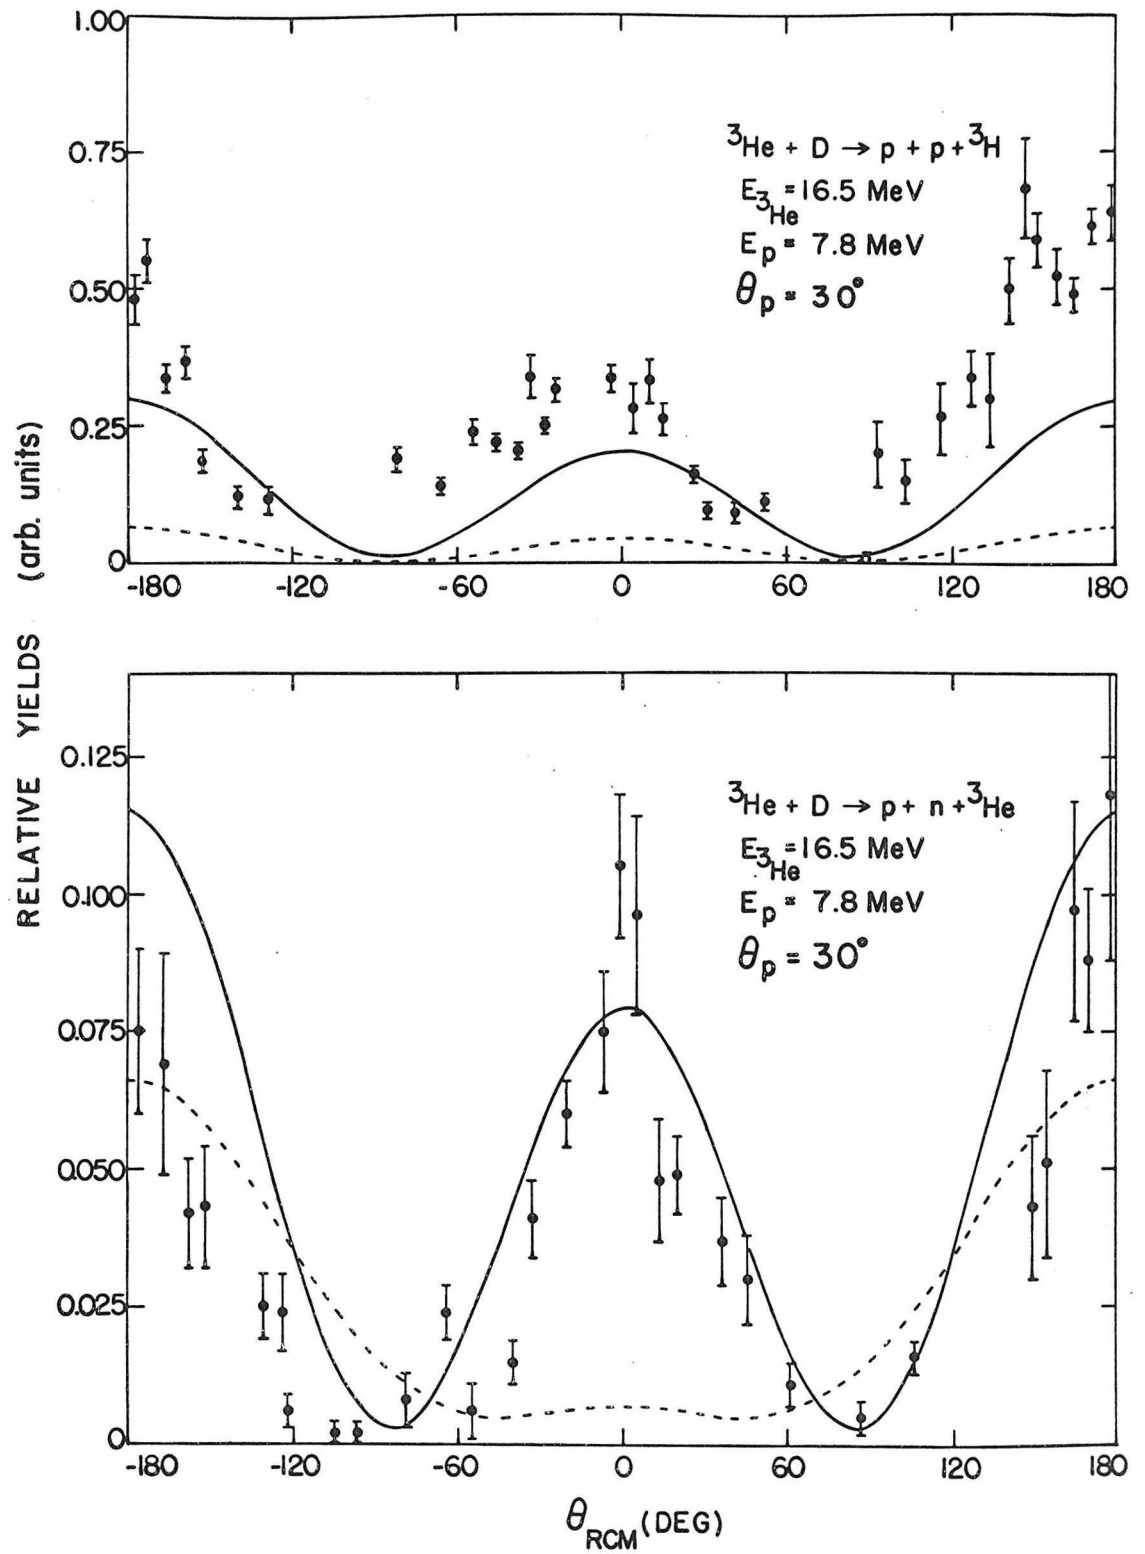 RELATIVE YIELDS (arb. units)
1.00
0.75
0.50
0.25
0
-180 -120 -60 0 60 120 180
³He + D → p + p + ³H
E³He = 16.5 MeV
Ep = 7.8 MeV
θp = 30°
0.125
0.100
0.075
0.050
0.025
0
-180 -120 -60 0 60 120 180
³He + D → p + n + ³He
E³He = 16.5 MeV
Ep = 7.8 MeV
θp = 30°
θRCM (DEG)